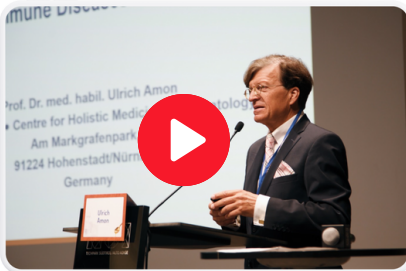 mmune Disease
Prof. Dr. med. habil. Ulrich Amon
• Centre for Holistic Medici
Am Markgrafenpark
91224 Hohenstadt/Nürn
Germany
Ulrich
Amon